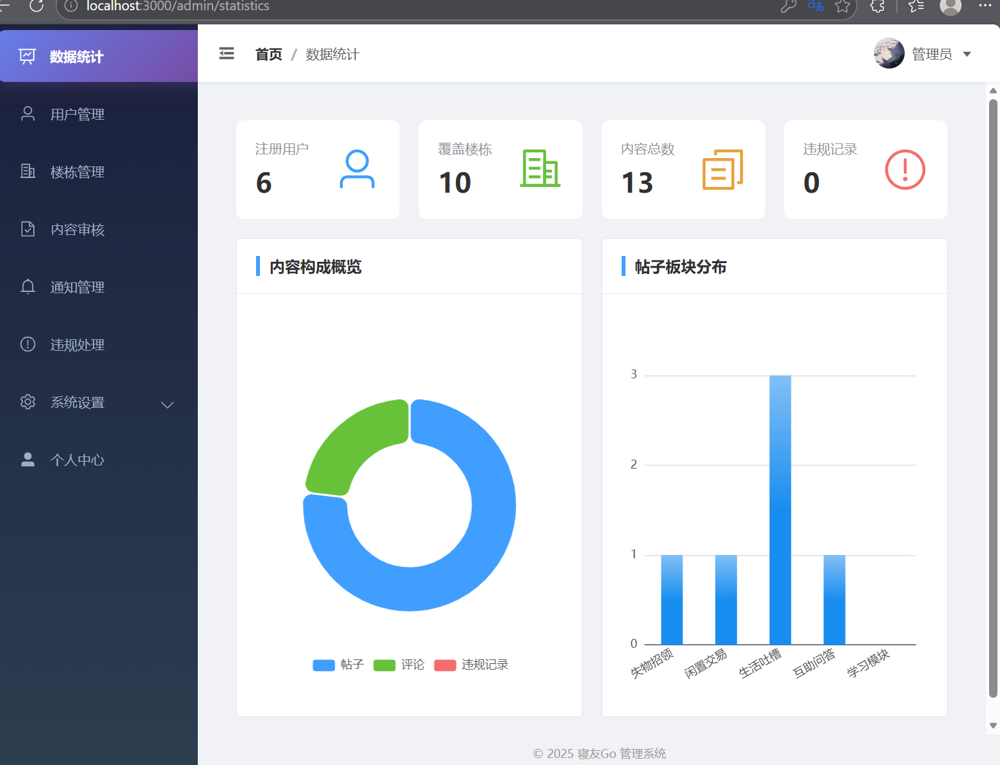 localhost:3000/admin/statistics
数据统计
用户管理
楼栋管理
内容审核
通知管理
违规处理
系统设置
个人中心
首页 / 数据统计
管理员
注册用户
6
覆盖楼栋
10
内容总数
13
违规记录
0
内容构成概览
帖子 评论 违规记录
帖子板块分布
3
2
1
0
失物招领 闲置交易 生活吐槽 互助问答 学习模块
© 2025 寝友Go 管理系统